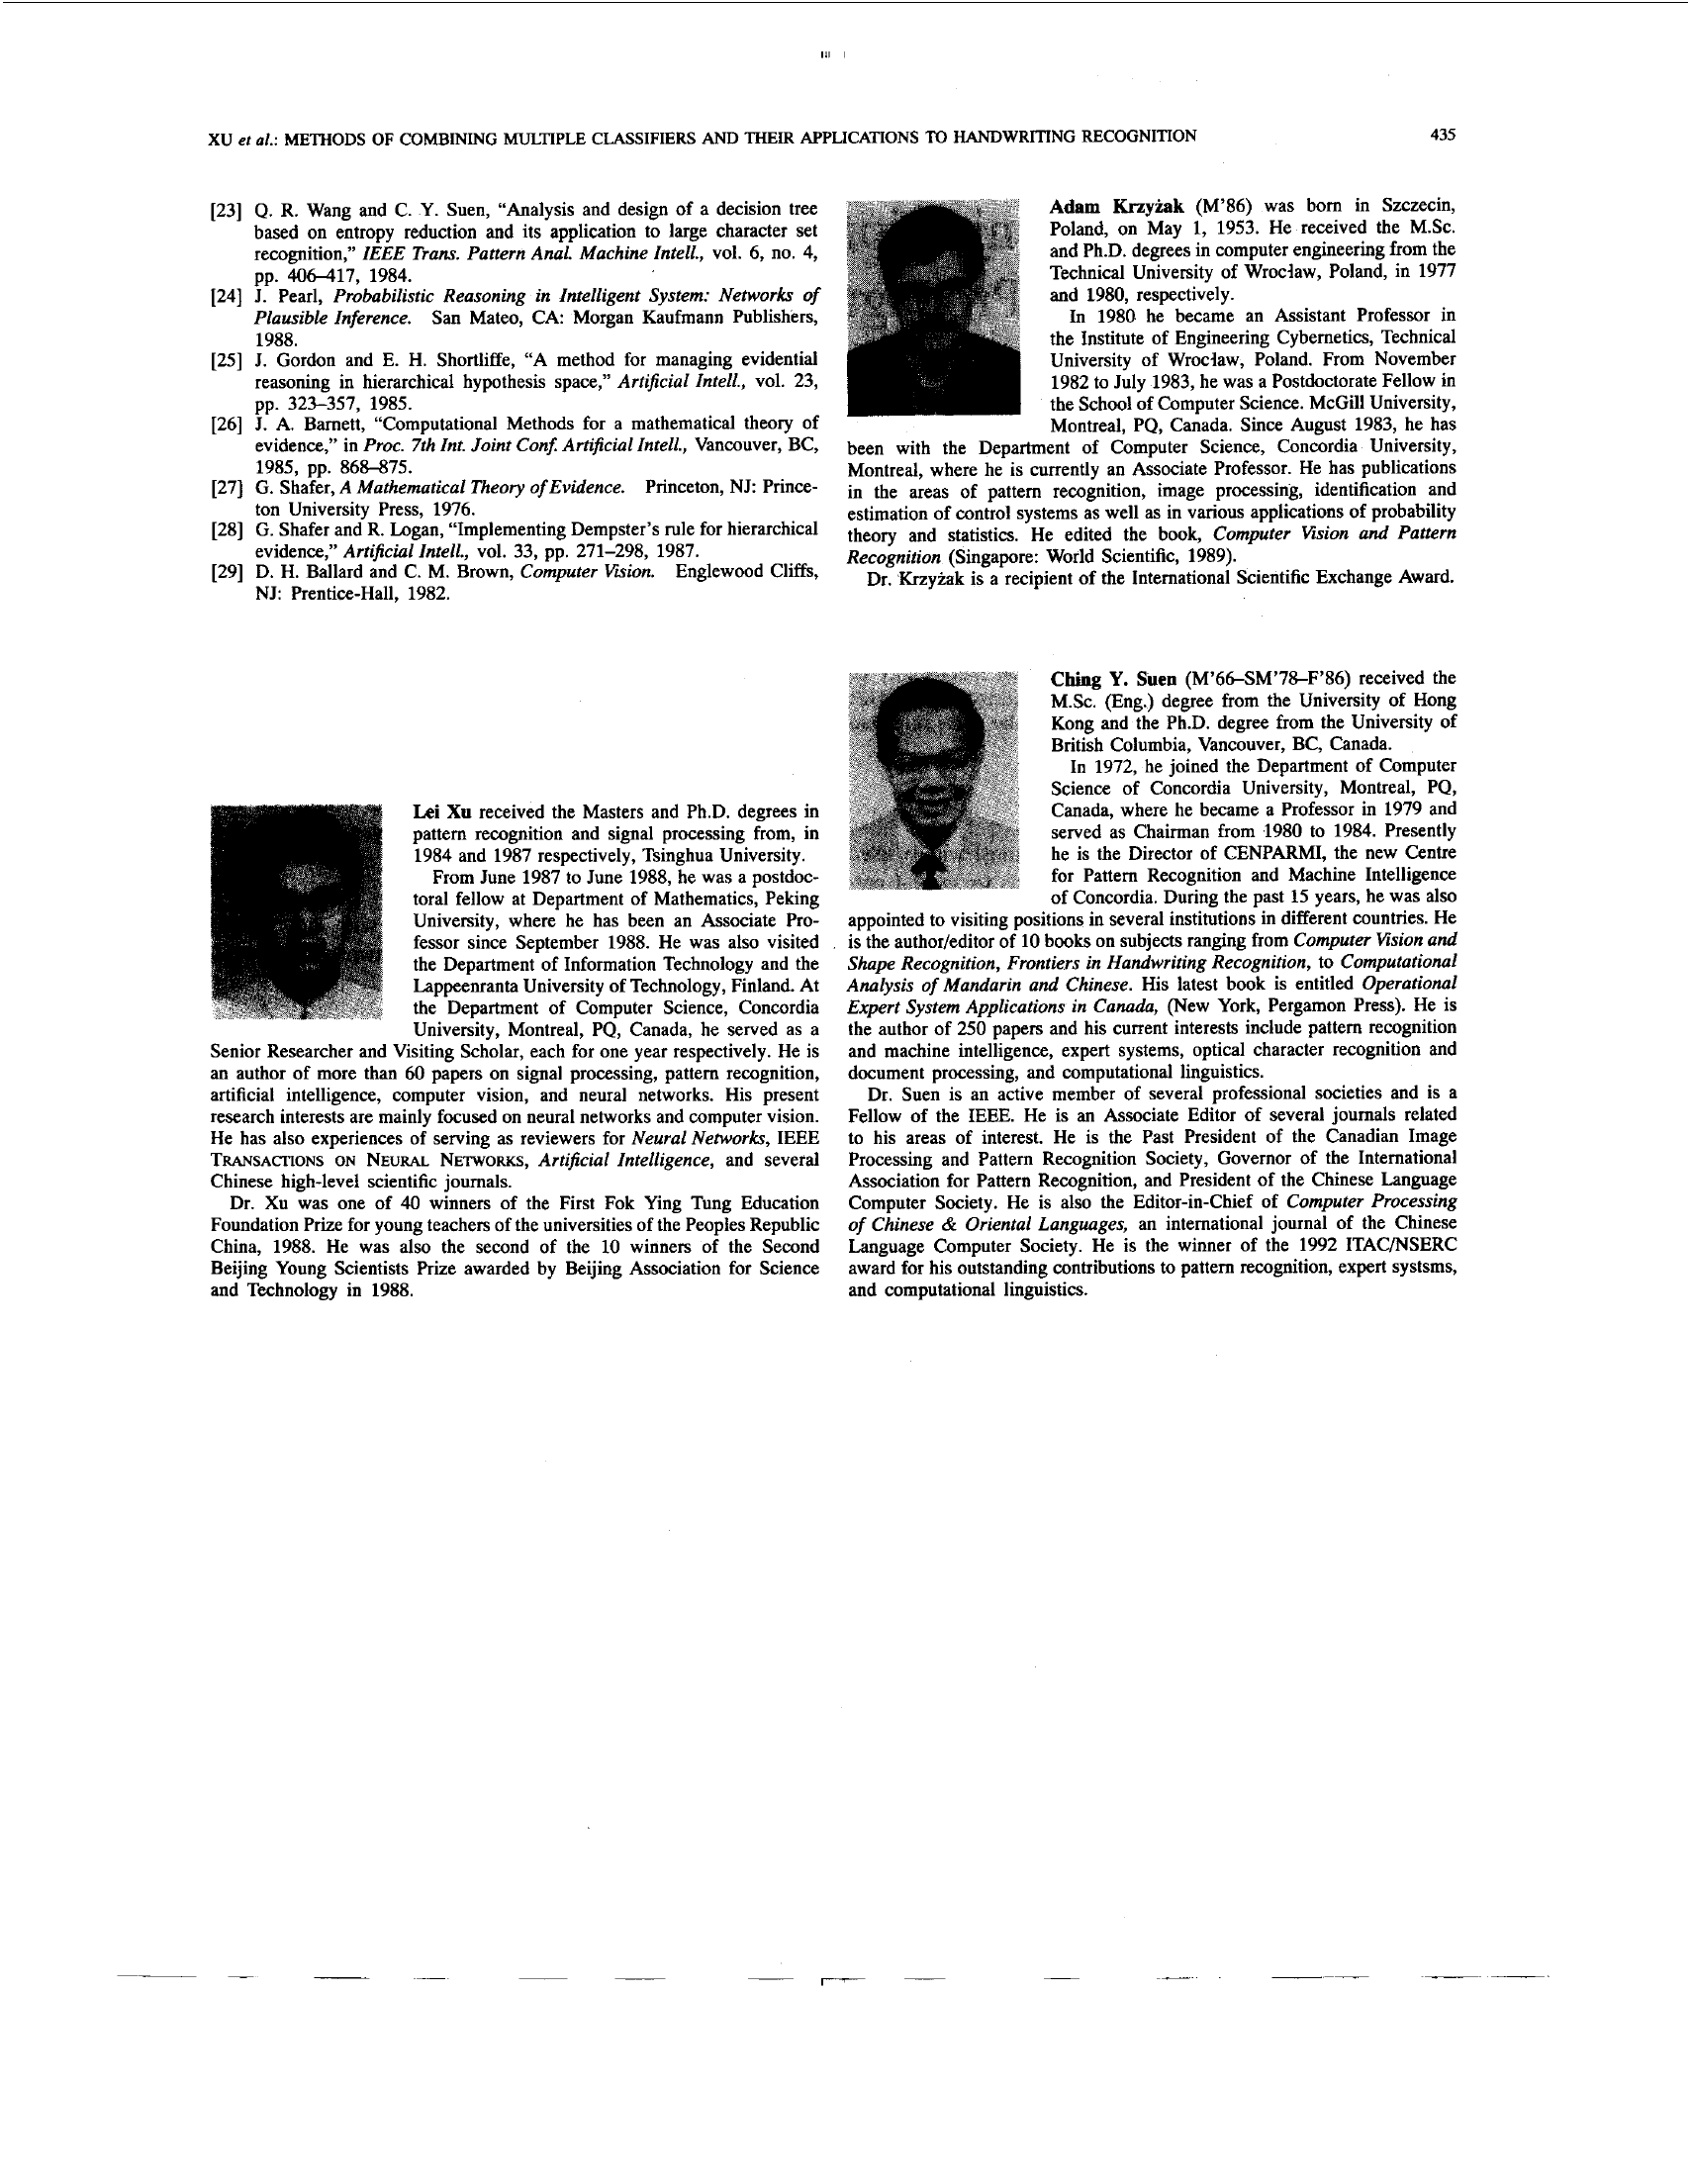 XU et al.: METHODS OF COMBINING MULTIPLE CLASSIFIERS AND THEIR APPLICATIONS TO HANDWRITING RECOGNITION 435
[23] Q. R. Wang and C. Y. Suen, “Analysis and design of a decision tree
based on entropy reduction and its application to large character set
recognition,” IEEE Trans. Pattern Anal. Machine Intell., vol. 6, no. 4,
pp. 406–417, 1984.
[24] J. Pearl, Probabilistic Reasoning in Intelligent System: Networks of
Plausible Inference. San Mateo, CA: Morgan Kaufmann Publishers,
1988.
[25] J. Gordon and E. H. Shortliffe, “A method for managing evidential
reasoning in hierarchical hypothesis space,” Artificial Intell., vol. 23,
pp. 323–357, 1985.
[26] J. A. Barnett, “Computational Methods for a mathematical theory of
evidence,” in Proc. 7th Int. Joint Conf. Artificial Intell., Vancouver, BC,
1985, pp. 868–875.
[27] G. Shafer, A Mathematical Theory of Evidence. Princeton, NJ: Prince-
ton University Press, 1976.
[28] G. Shafer and R. Logan, “Implementing Dempster’s rule for hierarchical
evidence,” Artificial Intell., vol. 33, pp. 271–298, 1987.
[29] D. H. Ballard and C. M. Brown, Computer Vision. Englewood Cliffs,
NJ: Prentice-Hall, 1982.
Lei Xu received the Masters and Ph.D. degrees in
pattern recognition and signal processing from, in
1984 and 1987 respectively, Tsinghua University.
From June 1987 to June 1988, he was a postdoc-
toral fellow at Department of Mathematics, Peking
University, where he has been an Associate Pro-
fessor since September 1988. He was also visited
the Department of Information Technology and the
Lappeenranta University of Technology, Finland. At
the Department of Computer Science, Concordia
University, Montreal, PQ, Canada, he served as a
Senior Researcher and Visiting Scholar, each for one year respectively. He is
an author of more than 60 papers on signal processing, pattern recognition,
artificial intelligence, computer vision, and neural networks. His present
research interests are mainly focused on neural networks and computer vision.
He has also experiences of serving as reviewers for Neural Networks, IEEE
TRANSACTIONS ON NEURAL NETWORKS, Artificial Intelligence, and several
Chinese high-level scientific journals.
Dr. Xu was one of 40 winners of the First Fok Ying Tung Education
Foundation Prize for young teachers of the universities of the Peoples Republic
China, 1988. He was also the second of the 10 winners of the Second
Beijing Young Scientists Prize awarded by Beijing Association for Science
and Technology in 1988.
Adam Krzyżak (M’86) was born in Szczecin,
Poland, on May 1, 1953. He received the M.Sc.
and Ph.D. degrees in computer engineering from the
Technical University of Wrocław, Poland, in 1977
and 1980, respectively.
In 1980 he became an Assistant Professor in
the Institute of Engineering Cybernetics, Technical
University of Wrocław, Poland. From November
1982 to July 1983, he was a Postdoctorate Fellow in
the School of Computer Science. McGill University,
Montreal, PQ, Canada. Since August 1983, he has
been with the Department of Computer Science, Concordia University,
Montreal, where he is currently an Associate Professor. He has publications
in the areas of pattern recognition, image processing, identification and
estimation of control systems as well as in various applications of probability
theory and statistics. He edited the book, Computer Vision and Pattern
Recognition (Singapore: World Scientific, 1989).
Dr. Krzyżak is a recipient of the International Scientific Exchange Award.
Ching Y. Suen (M’66–SM’78–F’86) received the
M.Sc. (Eng.) degree from the University of Hong
Kong and the Ph.D. degree from the University of
British Columbia, Vancouver, BC, Canada.
In 1972, he joined the Department of Computer
Science of Concordia University, Montreal, PQ,
Canada, where he became a Professor in 1979 and
served as Chairman from 1980 to 1984. Presently
he is the Director of CENPARMI, the new Centre
for Pattern Recognition and Machine Intelligence
of Concordia. During the past 15 years, he was also
appointed to visiting positions in several institutions in different countries. He
is the author/editor of 10 books on subjects ranging from Computer Vision and
Shape Recognition, Frontiers in Handwriting Recognition, to Computational
Analysis of Mandarin and Chinese. His latest book is entitled Operational
Expert System Applications in Canada, (New York, Pergamon Press). He is
the author of 250 papers and his current interests include pattern recognition
and machine intelligence, expert systems, optical character recognition and
document processing, and computational linguistics.
Dr. Suen is an active member of several professional societies and is a
Fellow of the IEEE. He is an Associate Editor of several journals related
to his areas of interest. He is the Past President of the Canadian Image
Processing and Pattern Recognition Society, Governor of the International
Association for Pattern Recognition, and President of the Chinese Language
Computer Society. He is also the Editor-in-Chief of Computer Processing
of Chinese & Oriental Languages, an international journal of the Chinese
Language Computer Society. He is the winner of the 1992 ITAC/NSERC
award for his outstanding contributions to pattern recognition, expert systsms,
and computational linguistics.